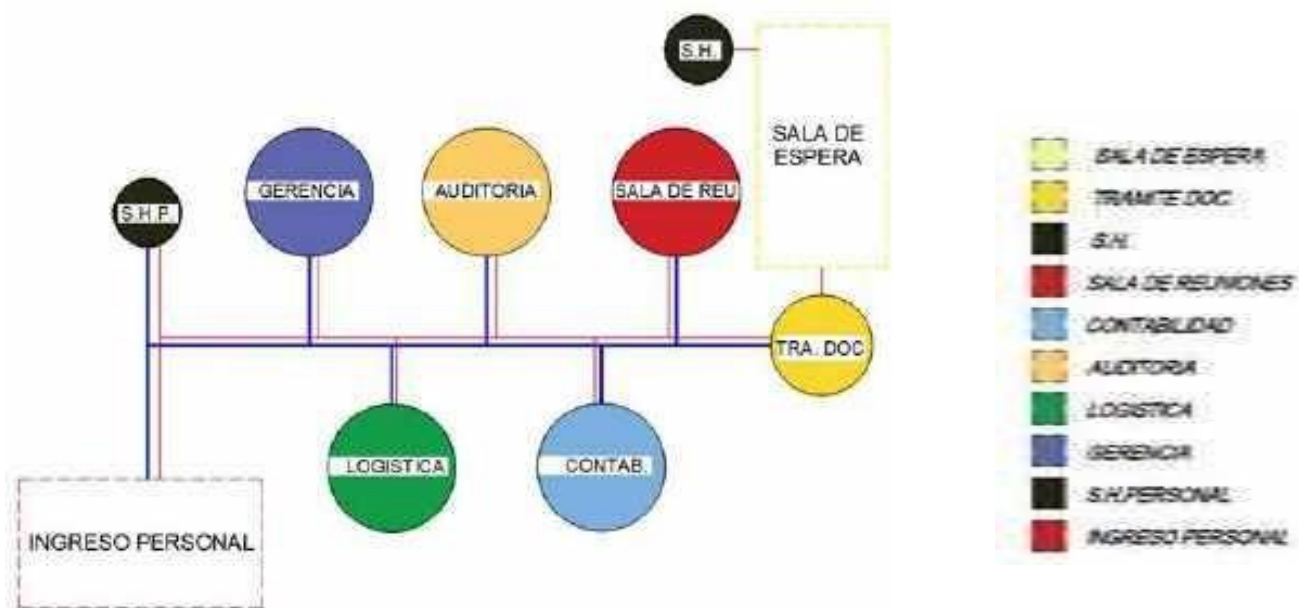 S.H.
SALA DE
ESPERA
GERENCIA
AUDITORIA
SALA DE REU
S.H.P.
TRA. DOC
LOGISTICA
CONTAB.
INGRESO PERSONAL
SALA DE ESPERA
TRAMITE DOC.
S.H.
SALA DE REUNIONES
CONTABILIDAD
AUDITORIA
LOGISTICA
GERENCIA
S.H.PERSONAL
INGRESO PERSONAL